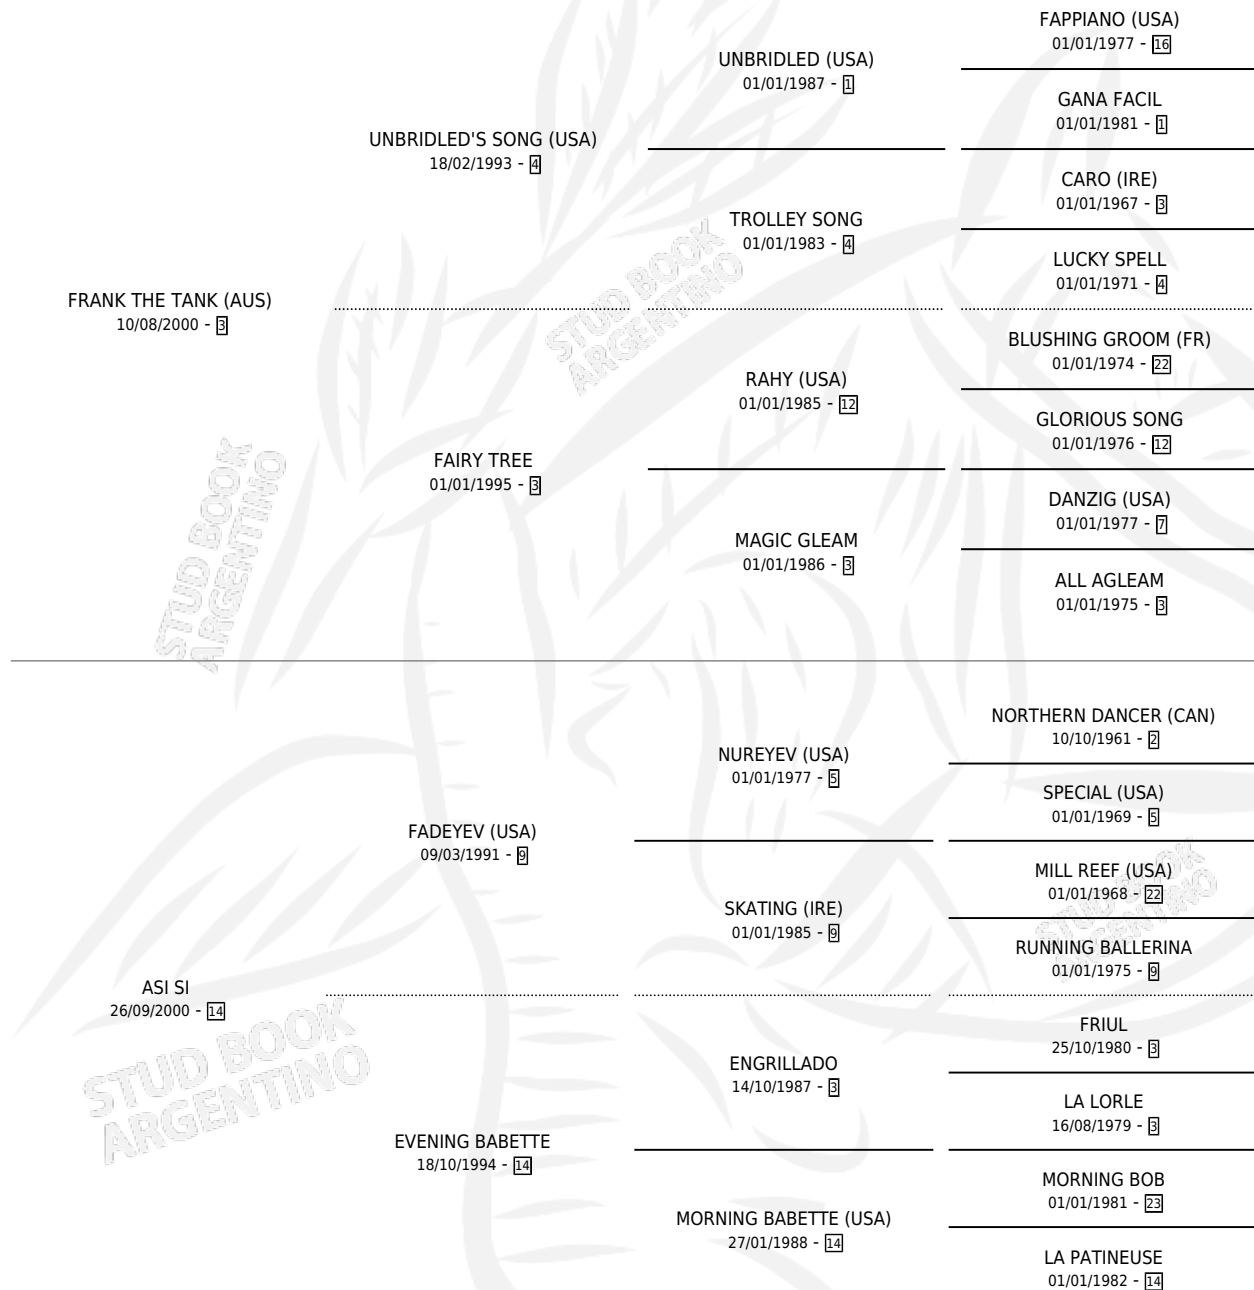 FAPPIANO (USA)
01/01/1977 - 16
UNBRIDLED (USA)
01/01/1987 - 1
GANA FACIL
01/01/1981 - 1
UNBRIDLED'S SONG (USA)
18/02/1993 - 4
CARO (IRE)
01/01/1967 - 3
TROLLEY SONG
01/01/1983 - 4
LUCKY SPELL
01/01/1971 - 4
FRANK THE TANK (AUS)
10/08/2000 - 3
BLUSHING GROOM (FR)
01/01/1974 - 22
RAHY (USA)
01/01/1985 - 12
GLORIOUS SONG
01/01/1976 - 12
FAIRY TREE
01/01/1995 - 3
DANZIG (USA)
01/01/1977 - 7
MAGIC GLEAM
01/01/1986 - 3
ALL AGLEAM
01/01/1975 - 3
NORTHERN DANCER (CAN)
10/10/1961 - 2
NUREYEV (USA)
01/01/1977 - 5
SPECIAL (USA)
01/01/1969 - 5
FADEYEV (USA)
09/03/1991 - 9
MILL REEF (USA)
01/01/1968 - 22
SKATING (IRE)
01/01/1985 - 9
RUNNING BALLERINA
01/01/1975 - 9
ASI SI
26/09/2000 - 14
FRIUL
25/10/1980 - 3
ENGRILLADO
14/10/1987 - 3
LA LORLE
16/08/1979 - 3
EVENING BABETTE
18/10/1994 - 14
MORNING BOB
01/01/1981 - 23
MORNING BABETTE (USA)
27/01/1988 - 14
LA PATINEUSE
01/01/1982 - 14
STUD BOOK
ARGENTINO
STUD BOOK
ARGENTINO
STUD BOOK
ARGENTINO
STUD BOOK
ARGENTINO